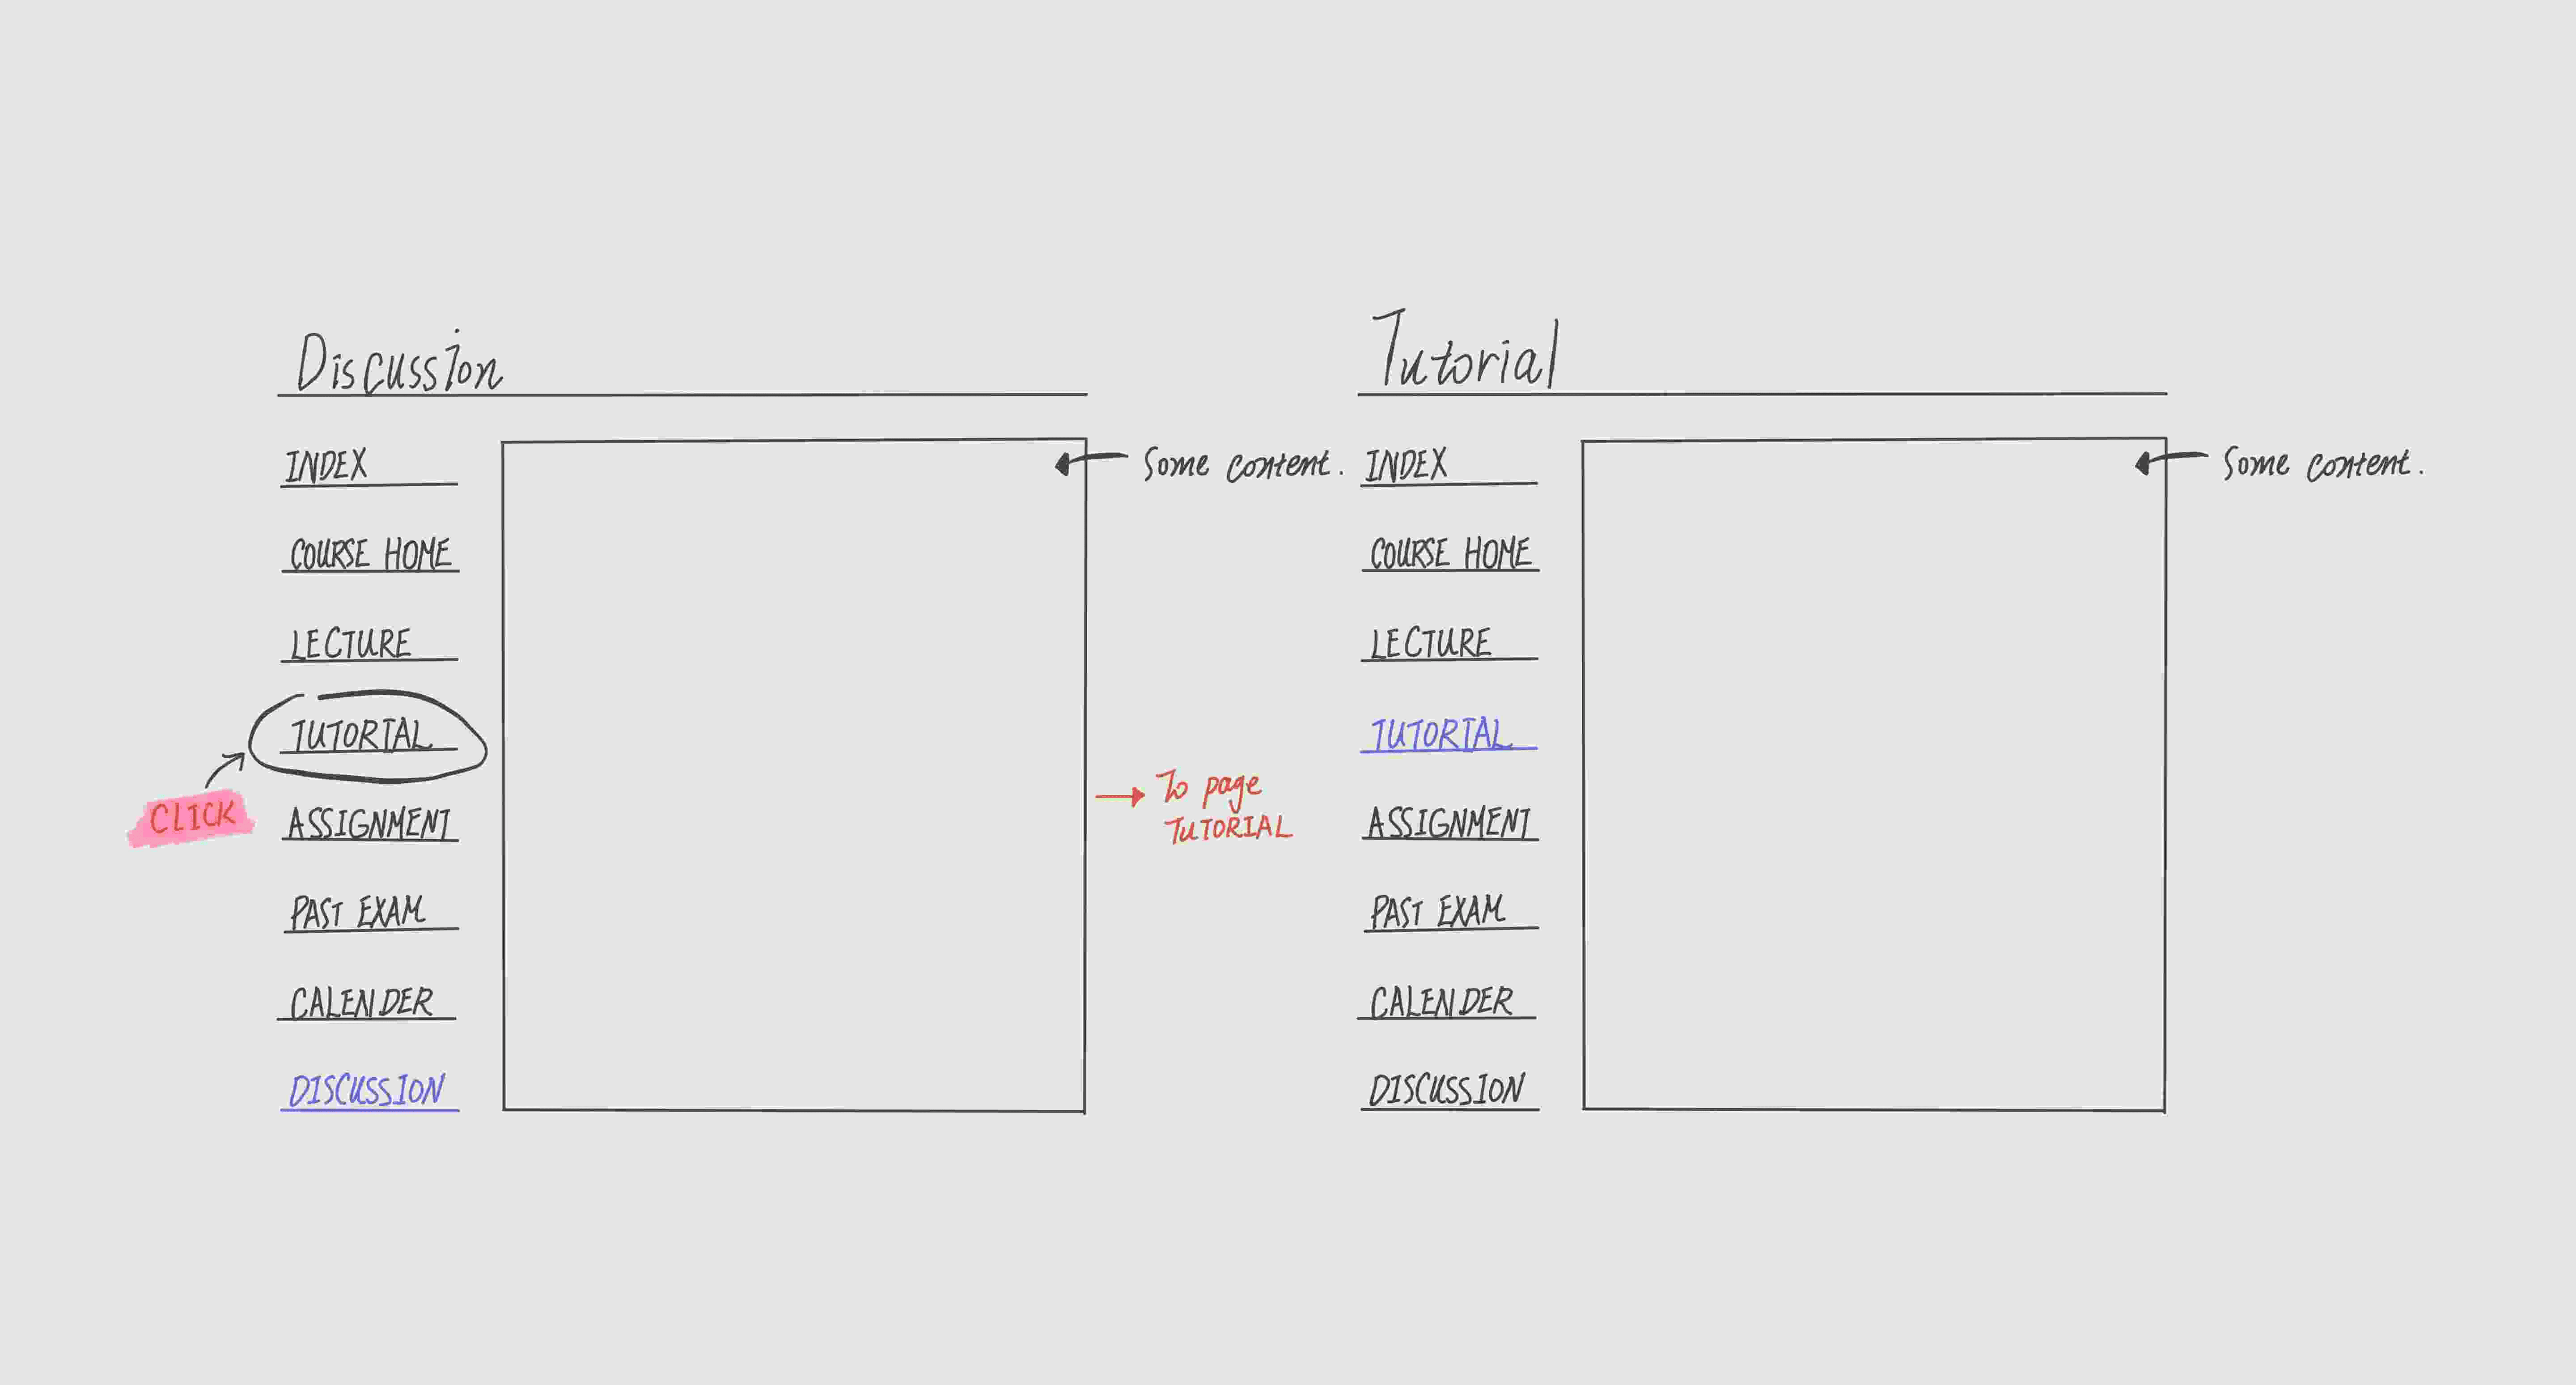 Discussion
INDEX
COURSE HOME
LECTURE
TUTORIAL
CLICK
ASSIGNMENT
PAST EXAM
CALENDER
DISCUSSION
Some content.
To page
TUTORIAL
Tutorial
INDEX
COURSE HOME
LECTURE
TUTORIAL
ASSIGNMENT
PAST EXAM
CALENDER
DISCUSSION
Some content.